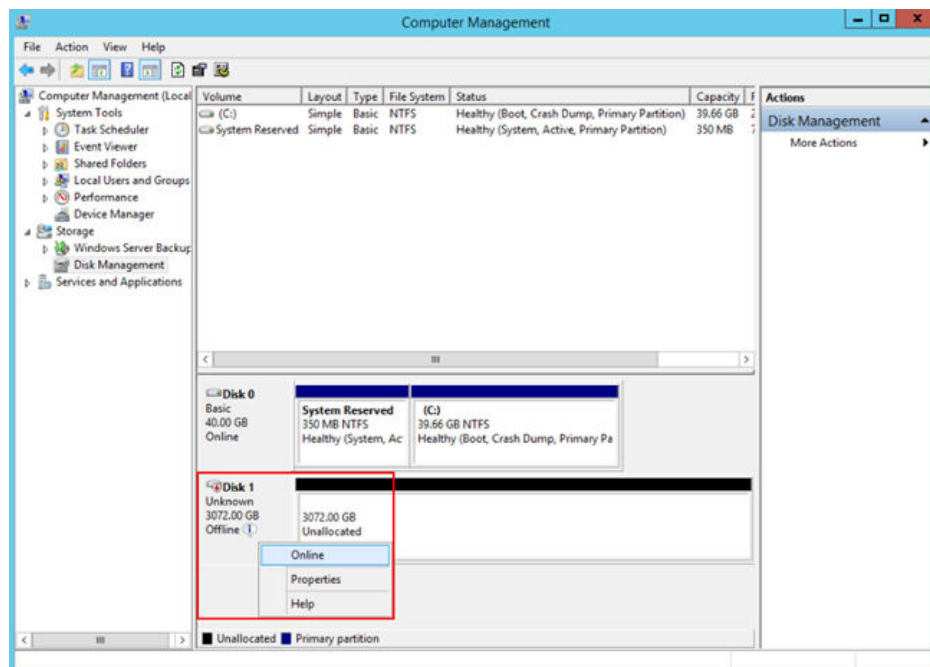 Computer Management
File Action View Help
Computer Management (Local
System Tools
Task Scheduler
Event Viewer
Shared Folders
Local Users and Groups
Performance
Device Manager
Storage
Windows Server Backup
Disk Management
Services and Applications
Volume Layout Type File System Status Capacity F
(C:) Simple Basic NTFS Healthy (Boot, Crash Dump, Primary Partition) 39.66 GB
System Reserved Simple Basic NTFS Healthy (System, Active, Primary Partition) 350 MB
Actions
Disk Management
More Actions
Disk 0
Basic
40.00 GB
Online
System Reserved
350 MB NTFS
Healthy (System, Ac
(C:)
39.66 GB NTFS
Healthy (Boot, Crash Dump, Primary Pa
Disk 1
Unknown
3072.00 GB
Offline
3072.00 GB
Unallocated
Online
Properties
Help
Unallocated Primary partition